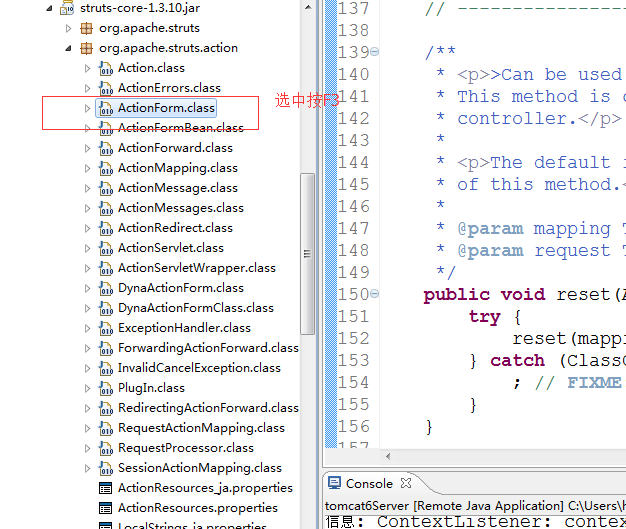 struts-core-1.3.10.jar
org.apache.struts
org.apache.struts.action
Action.class
ActionErrors.class
ActionForm.class
选中按F3
ActionFormBean.class
ActionForward.class
ActionMapping.class
ActionMessage.class
ActionMessages.class
ActionRedirect.class
ActionServlet.class
ActionServletWrapper.class
DynaActionForm.class
DynaActionFormClass.class
ExceptionHandler.class
ForwardingActionForward.class
InvalidCancelException.class
PlugIn.class
RedirectingActionForward.class
RequestActionMapping.class
RequestProcessor.class
SessionActionMapping.class
ActionResources_ja.properties
ActionResources.properties
LocalStrings_ja.properties
137 // ---------------
138
139 /**
140 * <p>>Can be used
141 * This method is c
142 * controller.</p>
143 *
144 * <p>The default i
145 * of this method.<
146 *
147 * @param mapping T
148 * @param request T
149 */
150 public void reset(A
151 try {
152 reset(mappi
153 } catch (ClassC
154 ; // FIXME
155 }
156 }
157
Console
tomcat6Server [Remote Java Application] C:\Users\h
信息: ContextListener: contex